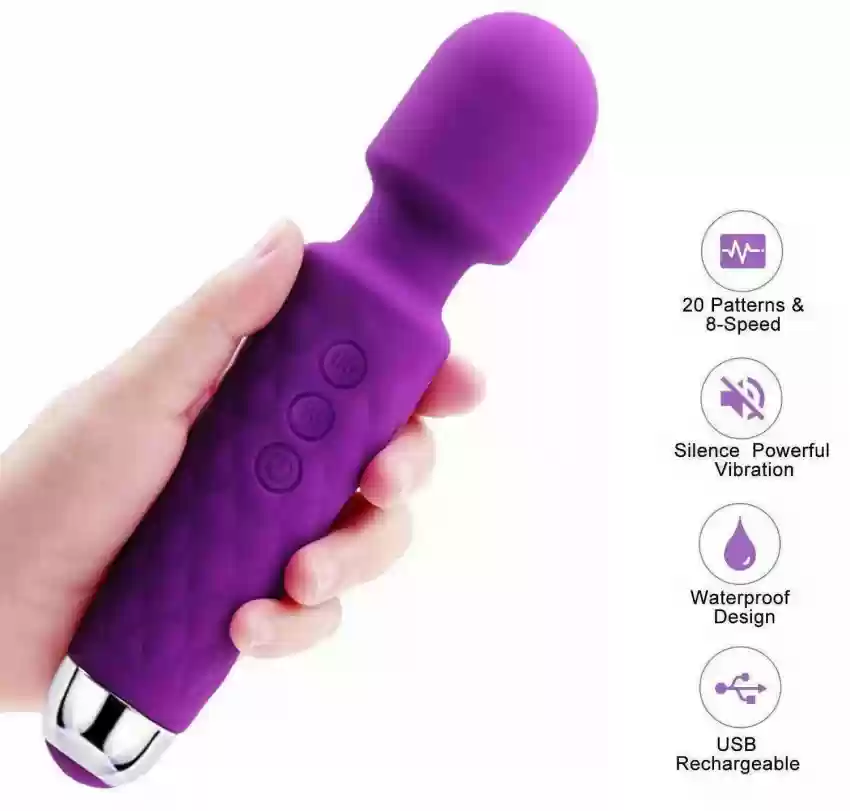 20 Patterns &
8-Speed
Silence Powerful
Vibration
Waterproof
Design
USB
Rechargeable